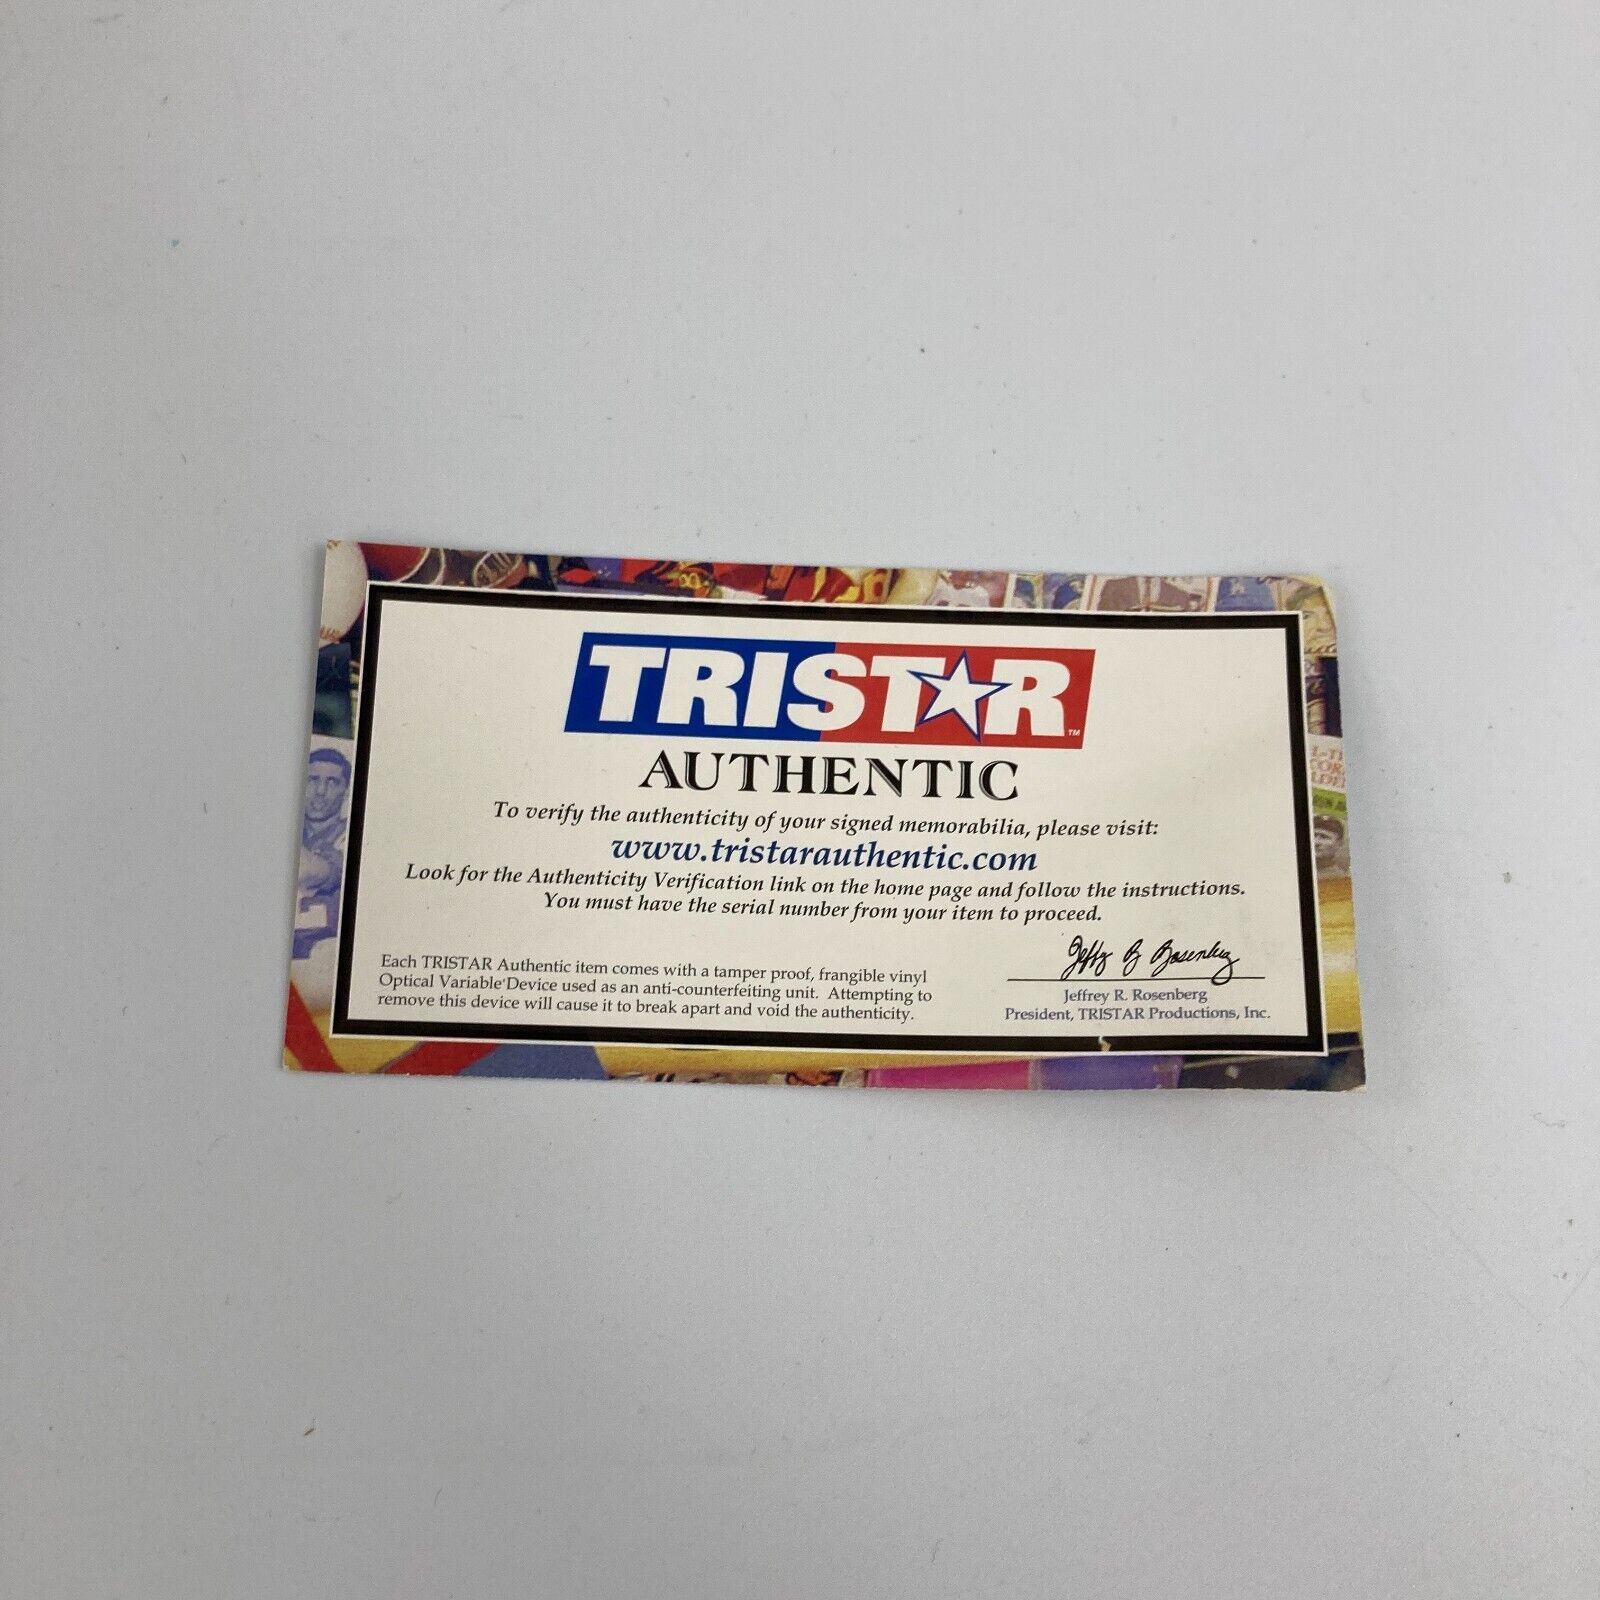 TRISTAR™
AUTHENTIC
To verify the authenticity of your signed memorabilia, please visit:
www.tristarauthentic.com
Look for the Authenticity Verification link on the home page and follow the instructions.
You must have the serial number from your item to proceed.
Each TRISTAR Authentic item comes with a tamper proof, frangible vinyl
Optical Variable Device used as an anti-counterfeiting unit. Attempting to
remove this device will cause it to break apart and void the authenticity.
Jeffrey R. Rosenberg
President, TRISTAR Productions, Inc.